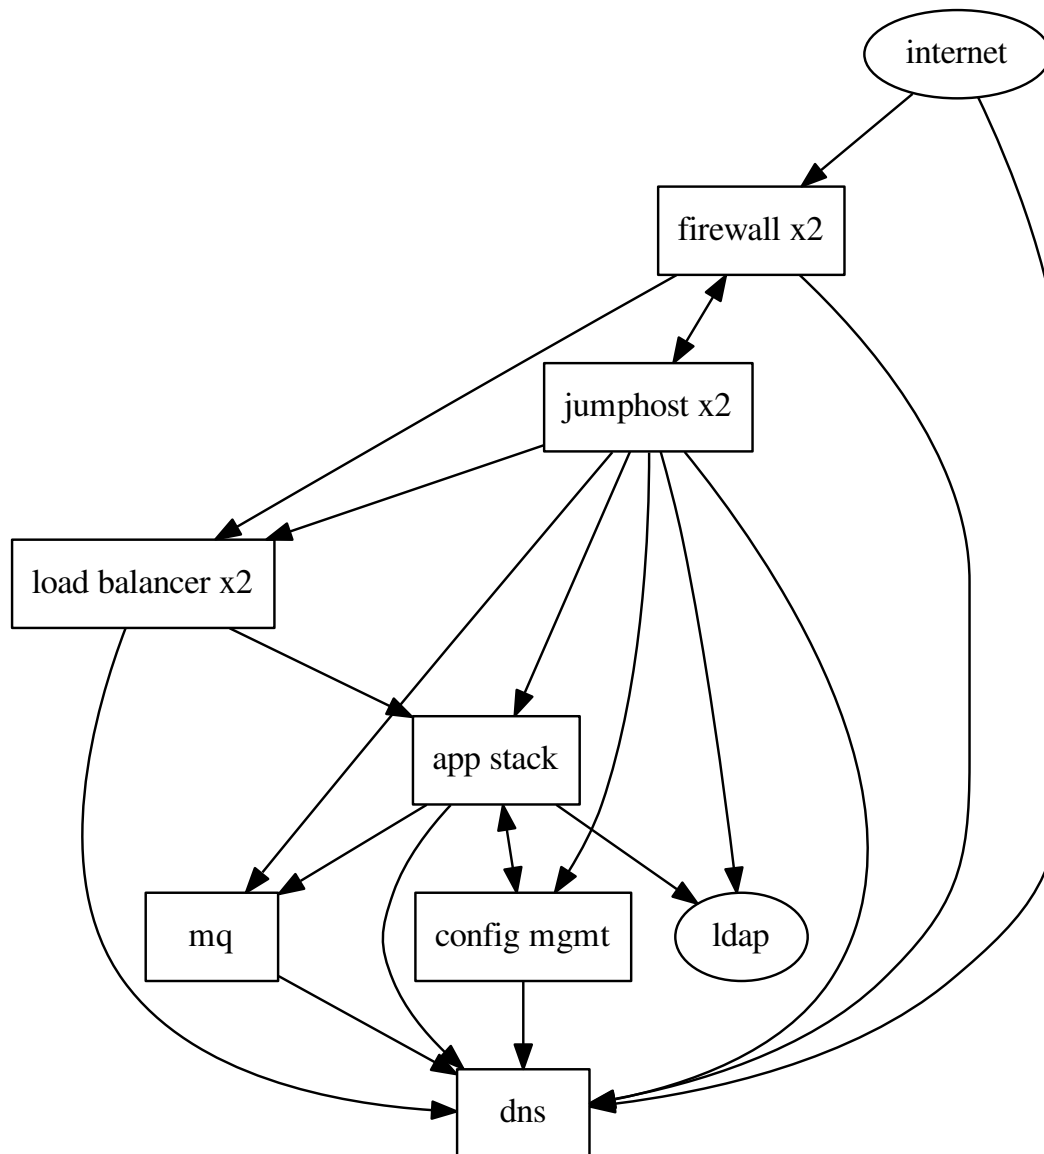 internet
firewall x2
jumphost x2
load balancer x2
app stack
mq
config mgmt
ldap
dns